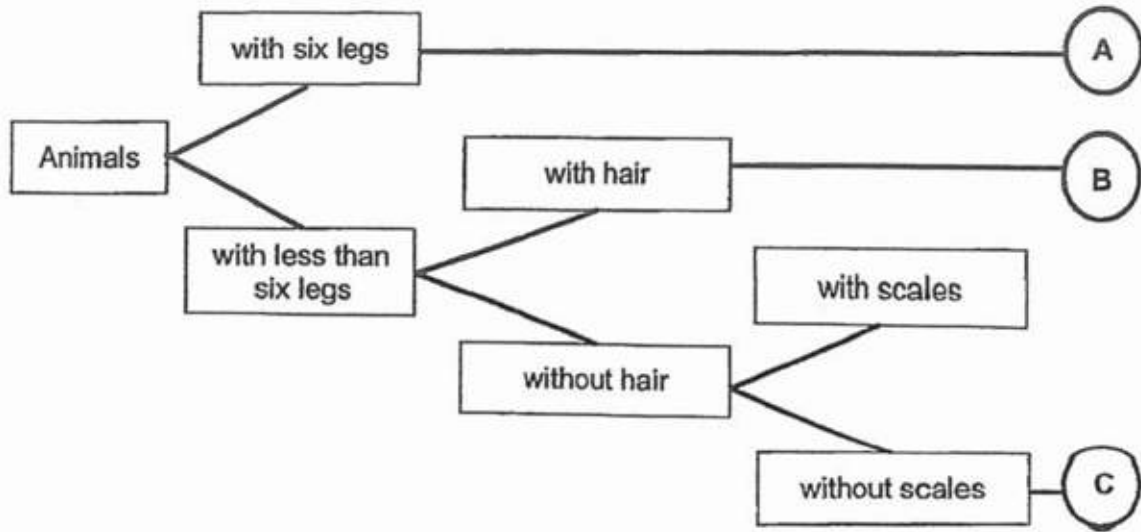 with six legs
A
Animals
with hair
B
with less than
six legs
with scales
without hair
without scales
C